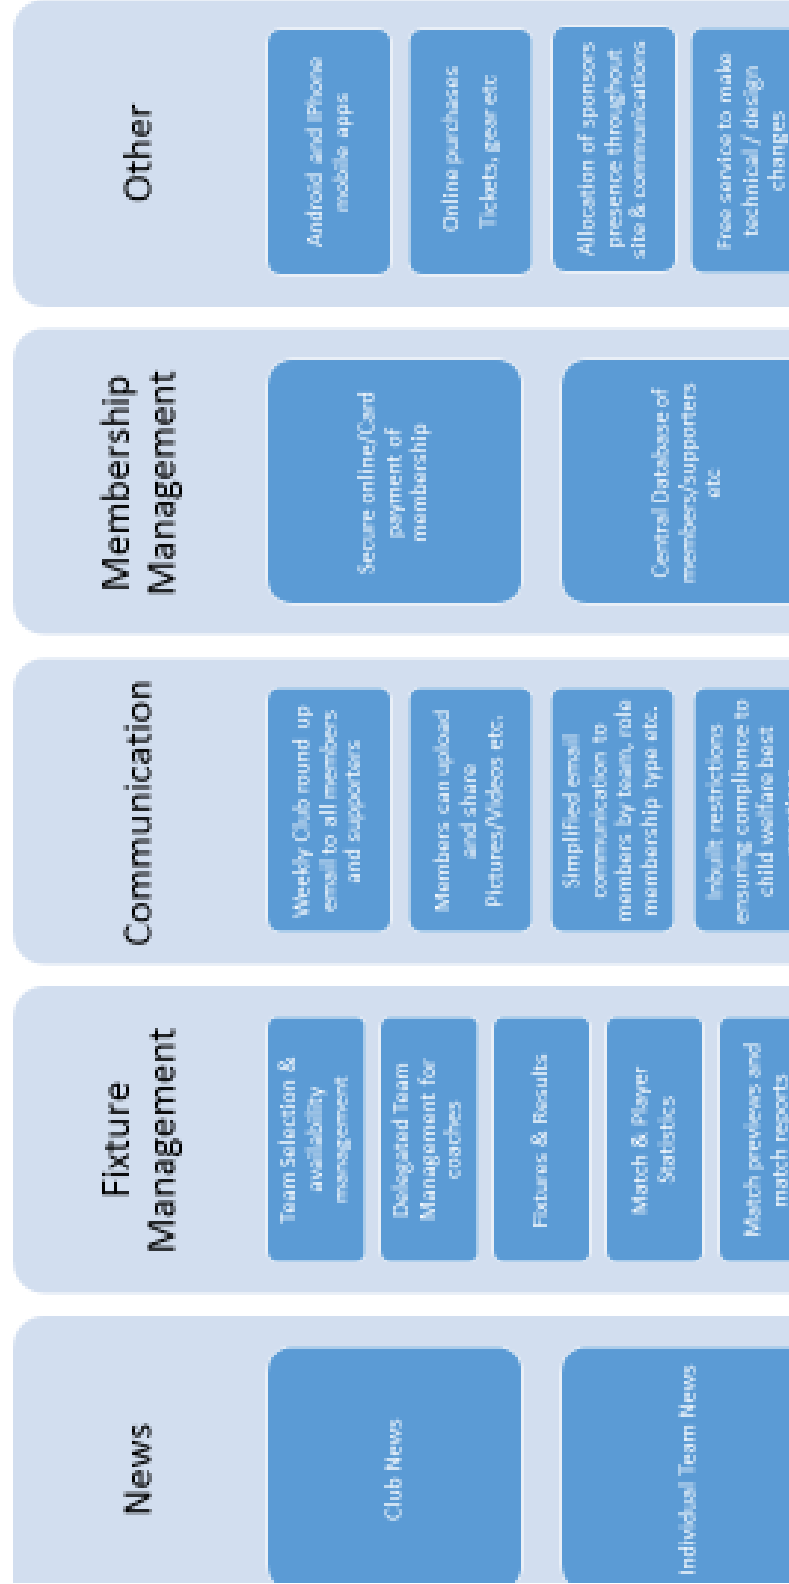 News
Club News
Individual Team News
Fixture
Management
Team Selection &
availability
management
Delegated Team
Management for
coaches
Fixtures & Results
Match & Player
Statistics
Match previews and
match reports
Communication
Weekly Club round up
email to all members
and supporters
Members can upload
and share
Pictures/Videos etc.
Simplified email
communication to
members by team, role
membership type etc.
Inbuilt restrictions
ensuring compliance to
child welfare best
Membership
Management
Secure online/Card
payment of
membership
Central Database of
members/supporters
etc
Other
Android and IPhone
mobile apps
Online purchases
Tickets, gear etc
Allocation of sponsors
presence throughout
site & communications
Free service to make
technical / design
changes